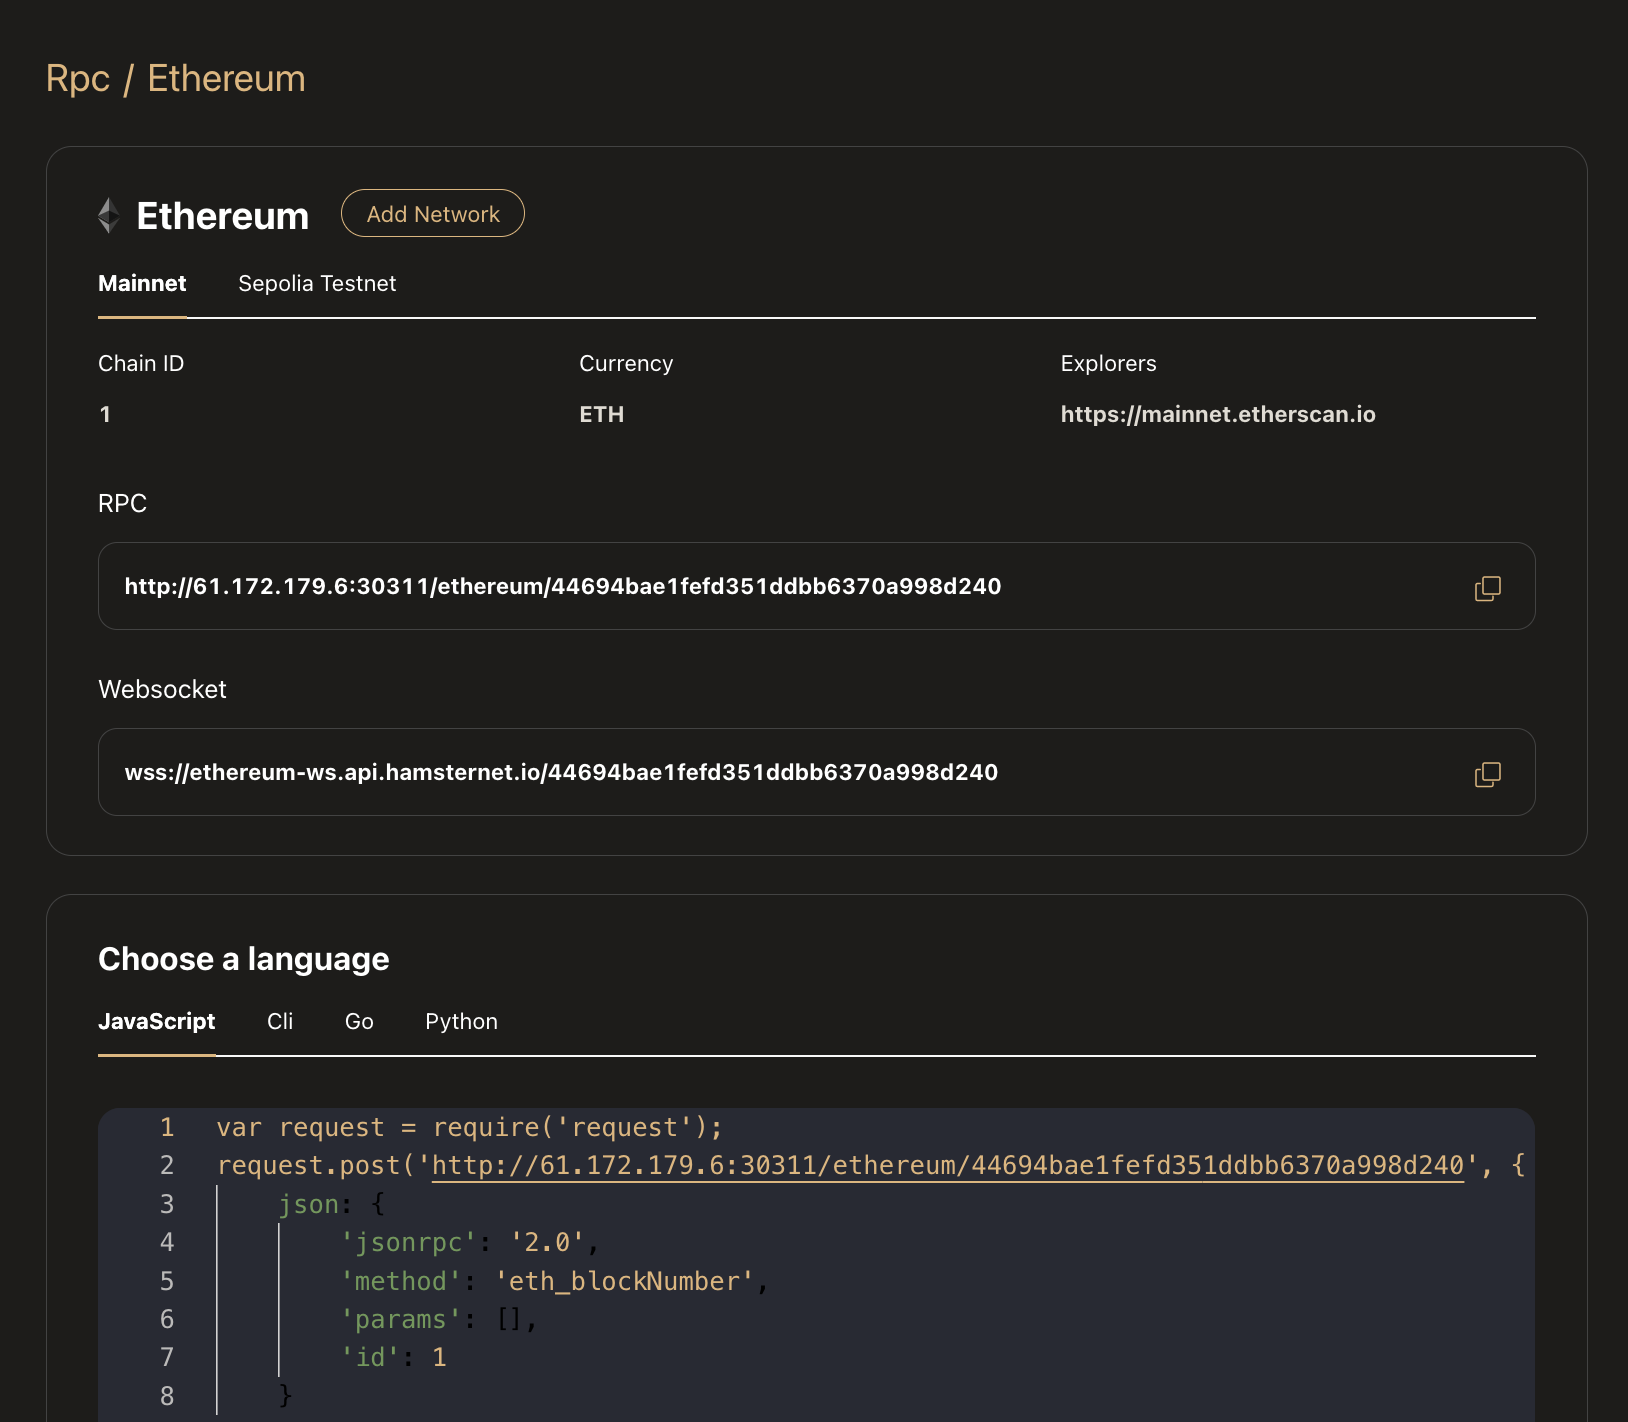 Rpc / Ethereum
Ethereum
Add Network
Mainnet
Sepolia Testnet
Chain ID
Currency
Explorers
1
ETH
https://mainnet.etherscan.io
RPC
http://61.172.179.6:30311/ethereum/44694bae1fefd351ddbb6370a998d240
Websocket
wss://ethereum-ws.api.hamsternet.io/44694bae1fefd351ddbb6370a998d240
Choose a language
JavaScript
Cli
Go
Python
1 var request = require('request');
2 request.post('http://61.172.179.6:30311/ethereum/44694bae1fefd351ddbb6370a998d240', {
3 json: {
4 'jsonrpc': '2.0',
5 'method': 'eth_blockNumber',
6 'params': [],
7 'id': 1
8 }